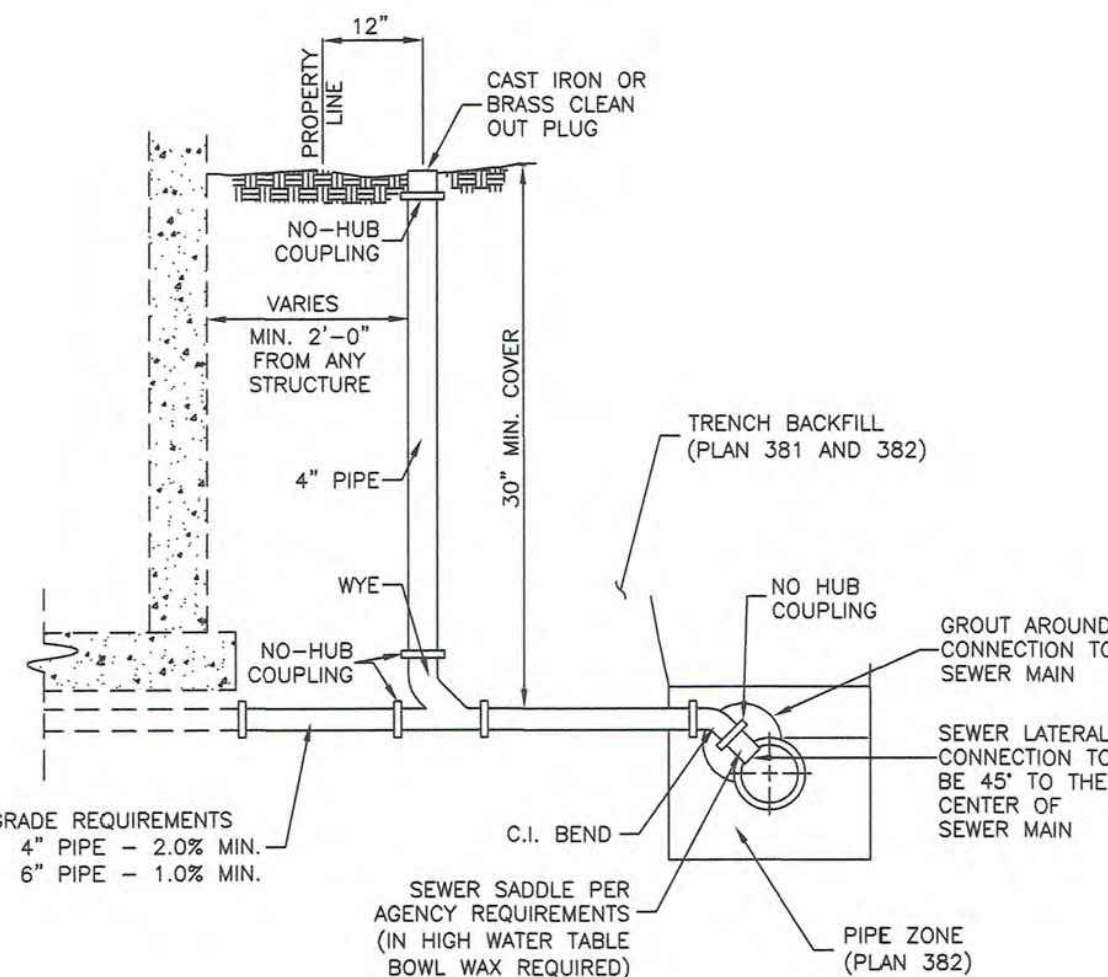 12"
PROPERTY
LINE
CAST IRON OR
BRASS CLEAN
OUT PLUG
NO-HUB
COUPLING
VARIES
MIN. 2'-0"
FROM ANY
STRUCTURE
30" MIN. COVER
4" PIPE
TRENCH BACKFILL
(PLAN 381 AND 382)
WYE
NO HUB
COUPLING
NO-HUB
COUPLING
GROUT AROUND
CONNECTION TO
SEWER MAIN
SEWER LATERAL
CONNECTION TO
BE 45° TO THE
CENTER OF
SEWER MAIN
GRADE REQUIREMENTS
4" PIPE - 2.0% MIN.
6" PIPE - 1.0% MIN.
C.I. BEND
SEWER SADDLE PER
AGENCY REQUIREMENTS
(IN HIGH WATER TABLE
BOWL WAX REQUIRED)
PIPE ZONE
(PLAN 382)